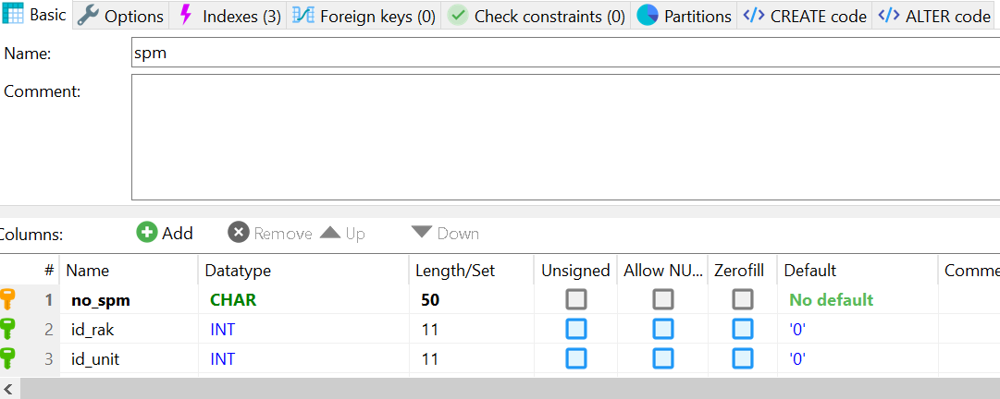 Basic Options Indexes (3) Foreign keys (0) Check constraints (0) Partitions CREATE code ALTER code
Name: spm
Comment:
Columns: Add Remove Up Down
# Name Datatype Length/Set Unsigned Allow NU... Zerofill Default Comme
1 no_spm CHAR 50 No default
2 id_rak INT 11 '0'
3 id_unit INT 11 '0'